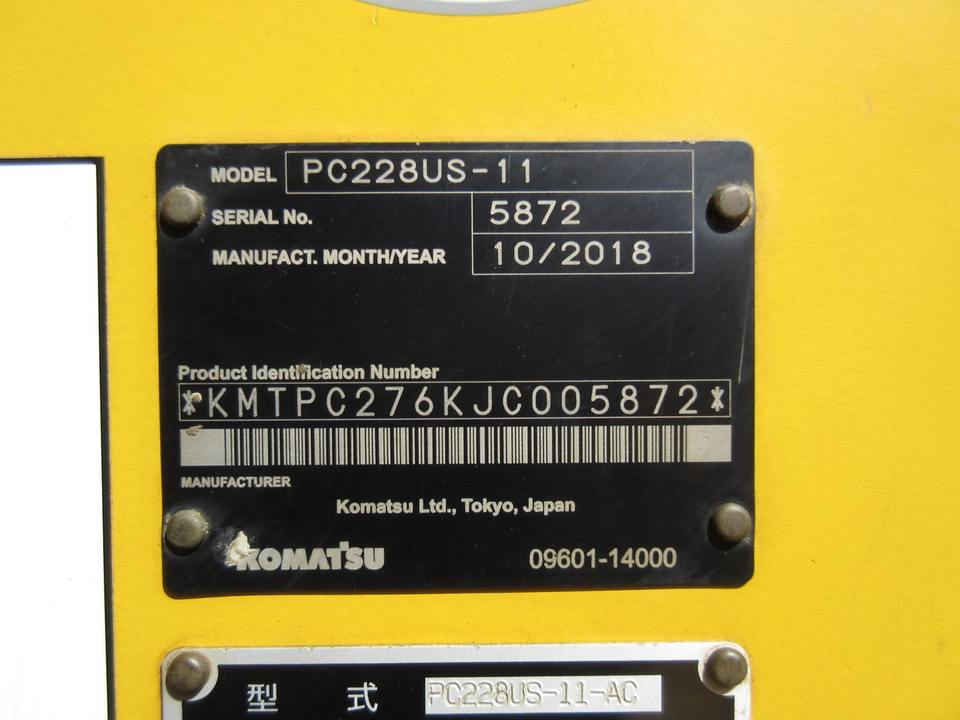 MODEL PC228US-11
SERIAL No. 5872
MANUFACT. MONTH/YEAR 10/2018
Product Identification Number
*KMTPC276KJC005872*
MANUFACTURER
Komatsu Ltd., Tokyo, Japan
KOMATSU 09601-14000
型 式 PC228US-11-AC